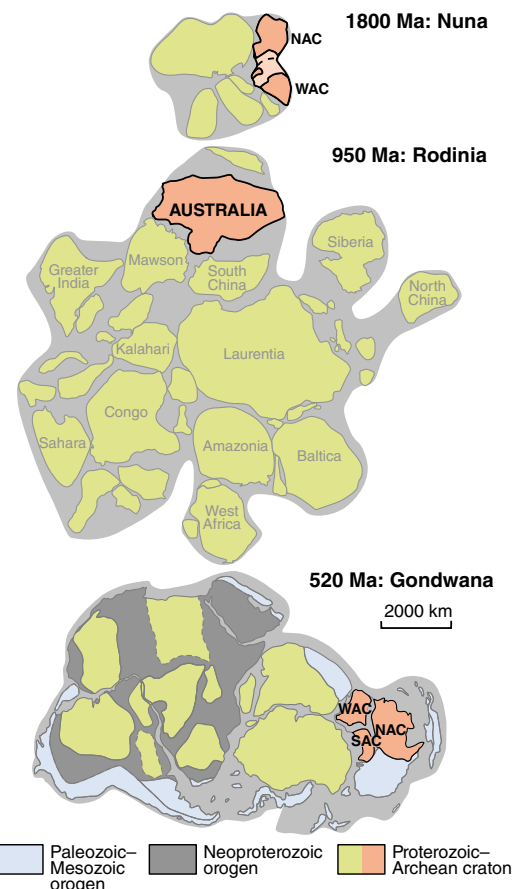 1800 Ma: Nuna
NAC
WAC
950 Ma: Rodinia
AUSTRALIA
Siberia
Mawson
South
China
Greater
India
North
China
Kalahari
Laurentia
Congo
Sahara
Amazonia
Baltica
West
Africa
520 Ma: Gondwana
2000 km
WAC
NAC
SAC
Paleozoic–
Mesozoic
orogen
Neoproterozoic
orogen
Proterozoic–
Archean craton